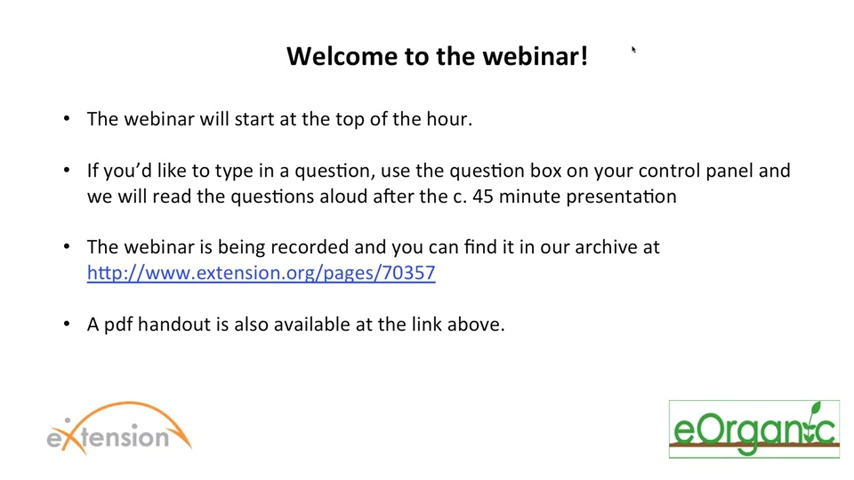 Welcome to the webinar!
• The webinar will start at the top of the hour.
• If you'd like to type in a question, use the question box on your control panel and
we will read the questions aloud after the c. 45 minute presentation
• The webinar is being recorded and you can find it in our archive at
http://www.extension.org/pages/70357
• A pdf handout is also available at the link above.
eXtension
eOrganic